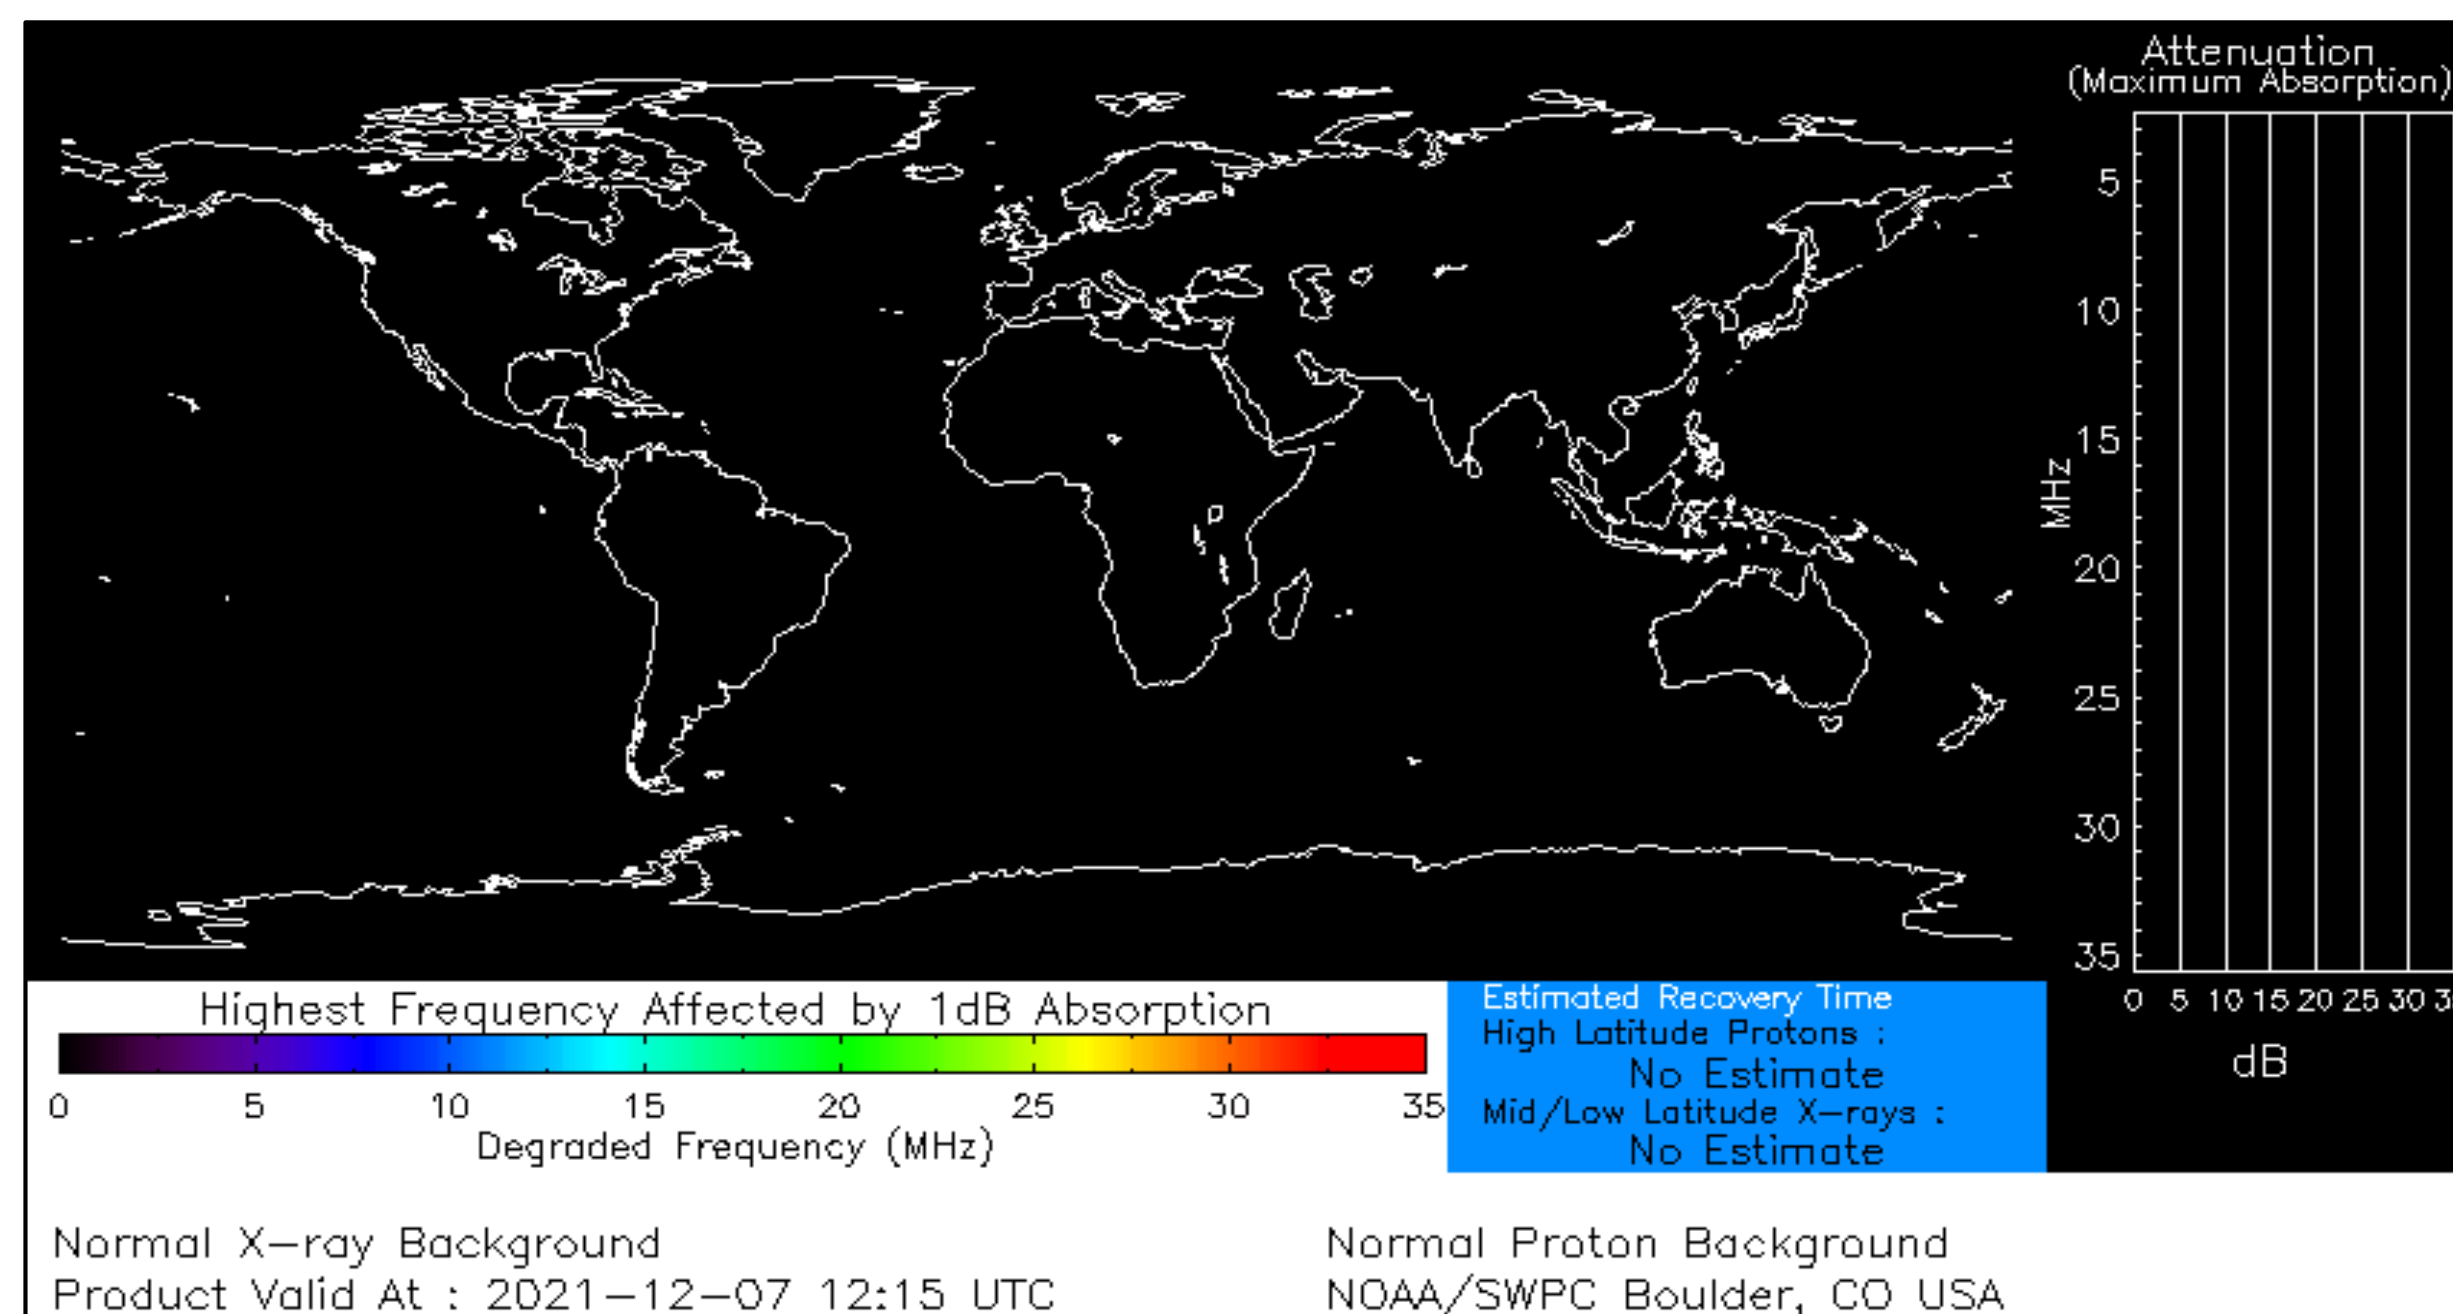 Attenuation
(Maximum Absorption)
5
10
15
20
25
30
35
MHz
0 5 10 15 20 25 30
dB
Highest Frequency Affected by 1dB Absorption
0 5 10 15 20 25 30 35
Degraded Frequency (MHz)
Estimated Recovery Time
High Latitude Protons :
No Estimate
Mid/Low Latitude X-rays :
No Estimate
Normal X-ray Background
Normal Proton Background
Product Valid At : 2021-12-07 12:15 UTC
NOAA/SWPC Boulder, CO USA